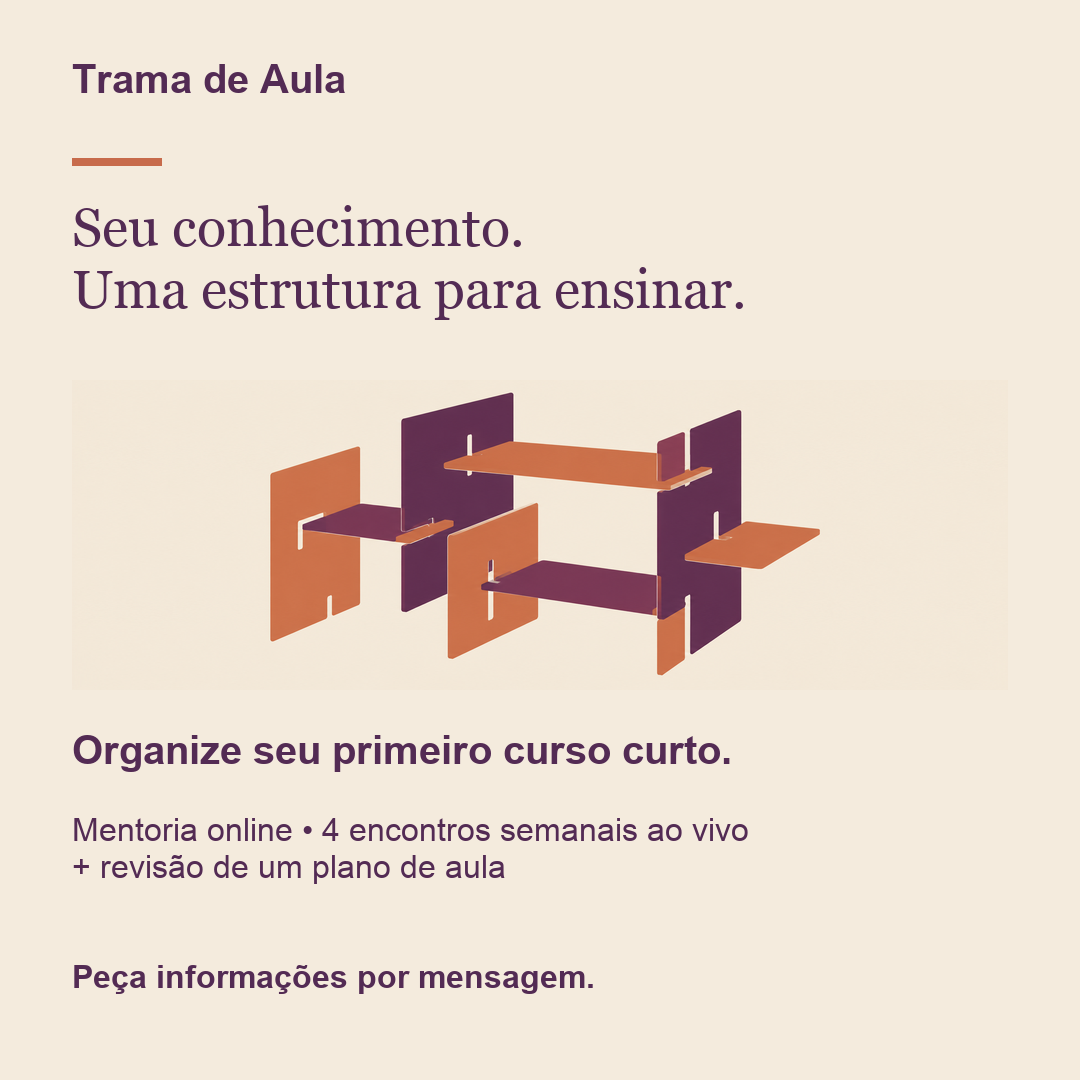 Trama de Aula
Seu conhecimento.
Uma estrutura para ensinar.
Organize seu primeiro curso curto.
Mentoria online • 4 encontros semanais ao vivo
+ revisão de um plano de aula
Peça informações por mensagem.